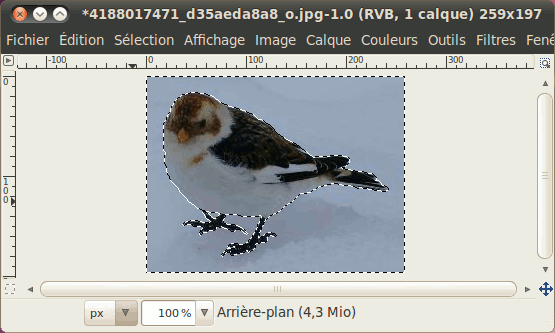 *4188017471_d35aeda8a8_o.jpg-1.0 (RVB, 1 calque) 259x197
Fichier Édition Sélection Affichage Image Calque Couleurs Outils Filtres Fené
-100 0 100 200 300
0
100
px 100 % Arrière-plan (4,3 Mio)